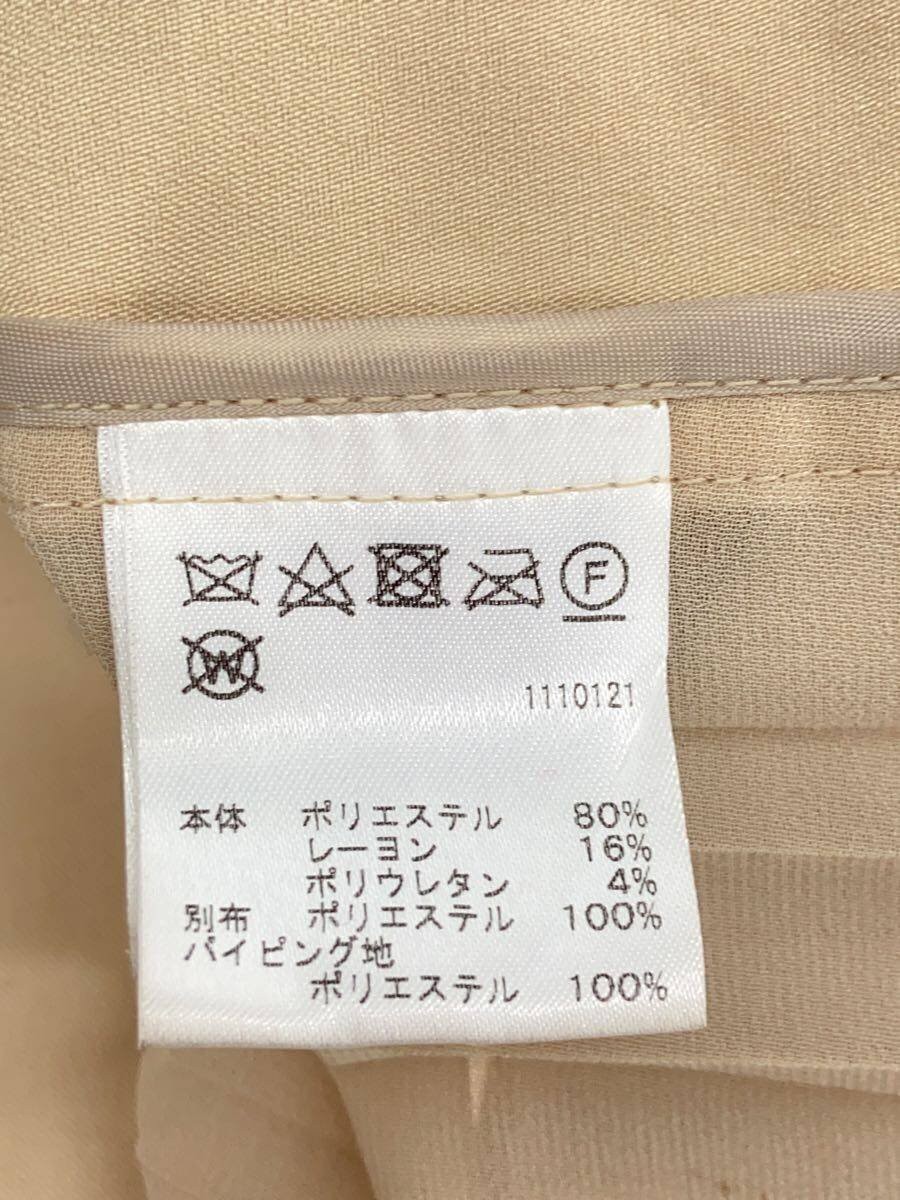 F
W
1110121
本体 ポリエステル 80%
レーヨン 16%
ポリウレタン 4%
別布 ポリエステル 100%
パイピング地
ポリエステル 100%